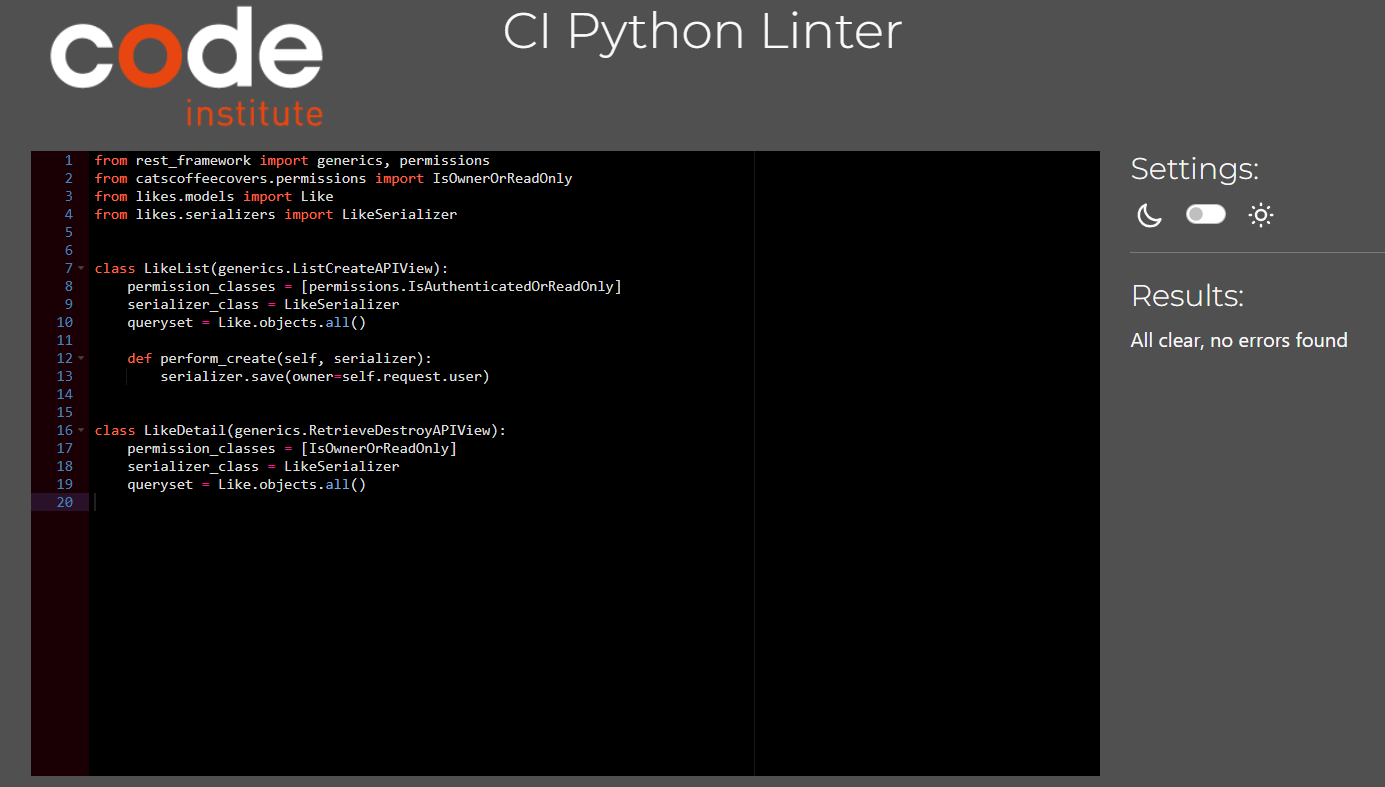 code
institute
CI Python Linter
1 from rest_framework import generics, permissions
2 from catscoffeecovers.permissions import IsOwnerOrReadOnly
3 from likes.models import Like
4 from likes.serializers import LikeSerializer
5
6
7 class LikeList(generics.ListCreateAPIView):
8     permission_classes = [permissions.IsAuthenticatedOrReadOnly]
9     serializer_class = LikeSerializer
10     queryset = Like.objects.all()
11
12     def perform_create(self, serializer):
13         serializer.save(owner=self.request.user)
14
15
16 class LikeDetail(generics.RetrieveDestroyAPIView):
17     permission_classes = [IsOwnerOrReadOnly]
18     serializer_class = LikeSerializer
19     queryset = Like.objects.all()
20
Settings:
Results:
All clear, no errors found